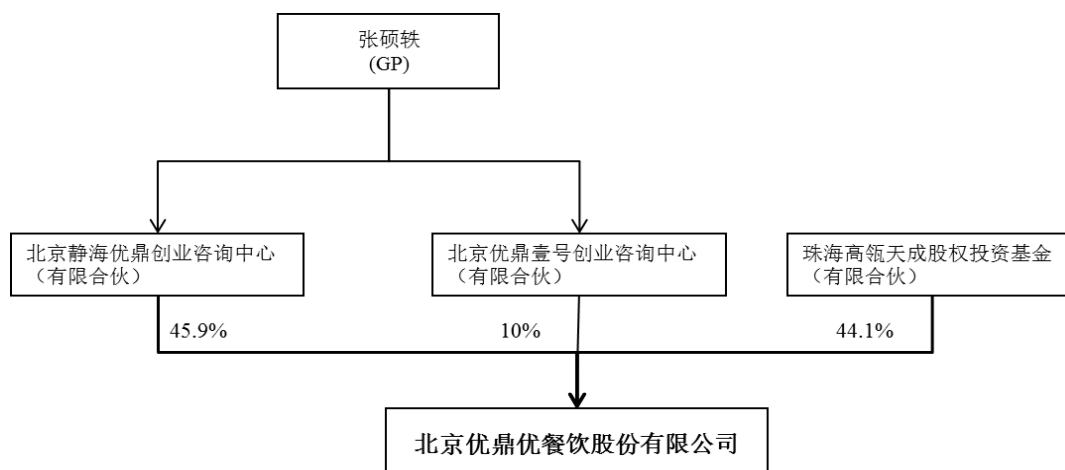 张硕轶
(GP)
北京静海优鼎创业咨询中心
（有限合伙）
北京优鼎壹号创业咨询中心
（有限合伙）
珠海高瓴天成股权投资基金
（有限合伙）
45.9%
10%
44.1%
北京优鼎优餐饮股份有限公司